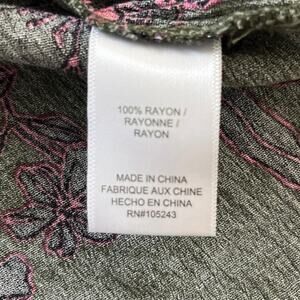 100% RAYON /
RAYONNE /
RAYON
MADE IN CHINA
FABRIQUE AUX CHINE
HECHO EN CHINA
RN#105243